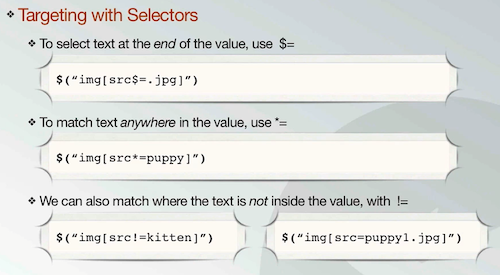 Targeting with Selectors
To select text at the end of the value, use $=
$(“img[src$=.jpg]”)
To match text anywhere in the value, use *=
$(“img[src*=puppy]”)
We can also match where the text is not inside the value, with !=
$(“img[src!=kitten]”) $(“img[src=puppy1.jpg]”)